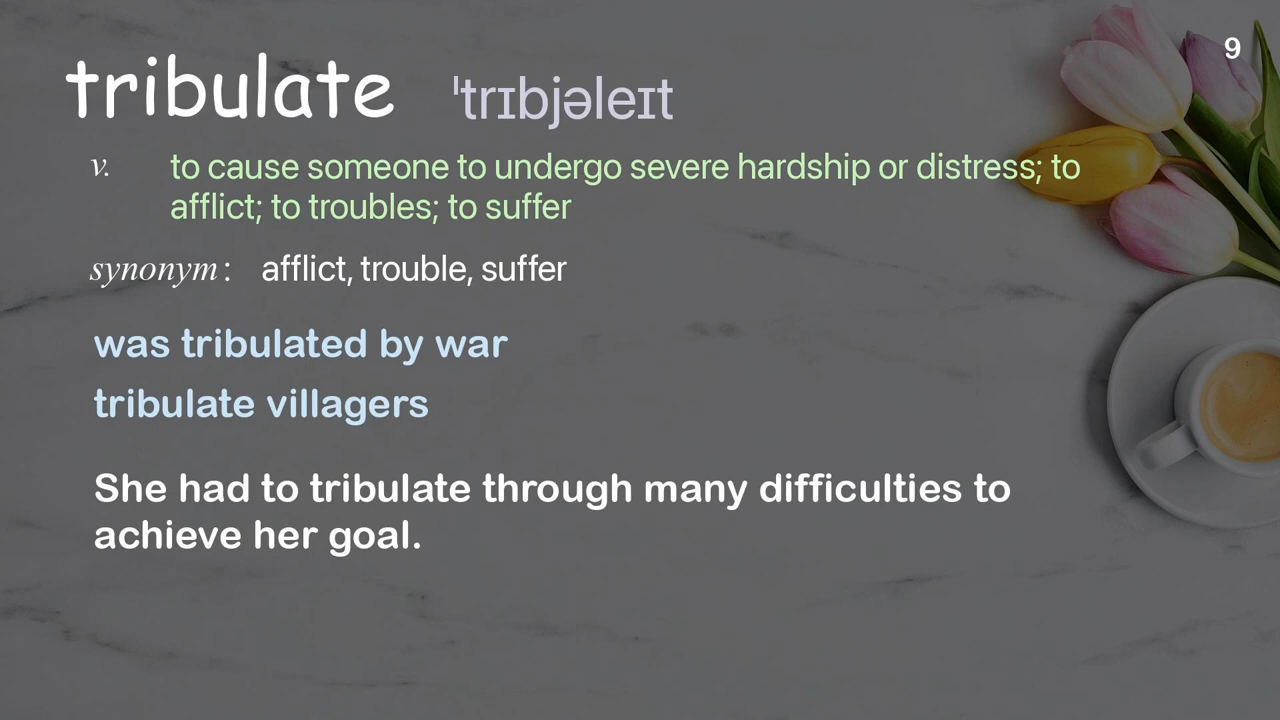 9
tribulate ˈtrɪbjəleɪt
v. to cause someone to undergo severe hardship or distress; to
afflict; to troubles; to suffer
synonym : afflict, trouble, suffer
was tribulated by war
tribulate villagers
She had to tribulate through many difficulties to
achieve her goal.